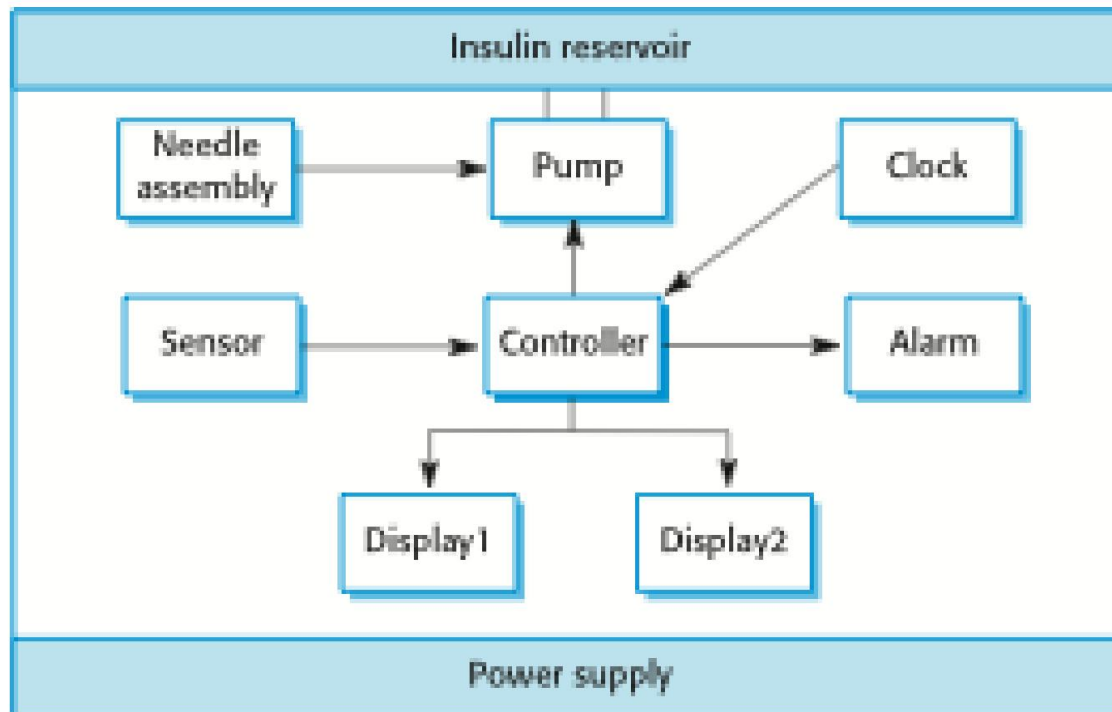 Insulin reservoir
Needle
assembly
Pump
Clock
Sensor
Controller
Alarm
Display1
Display2
Power supply